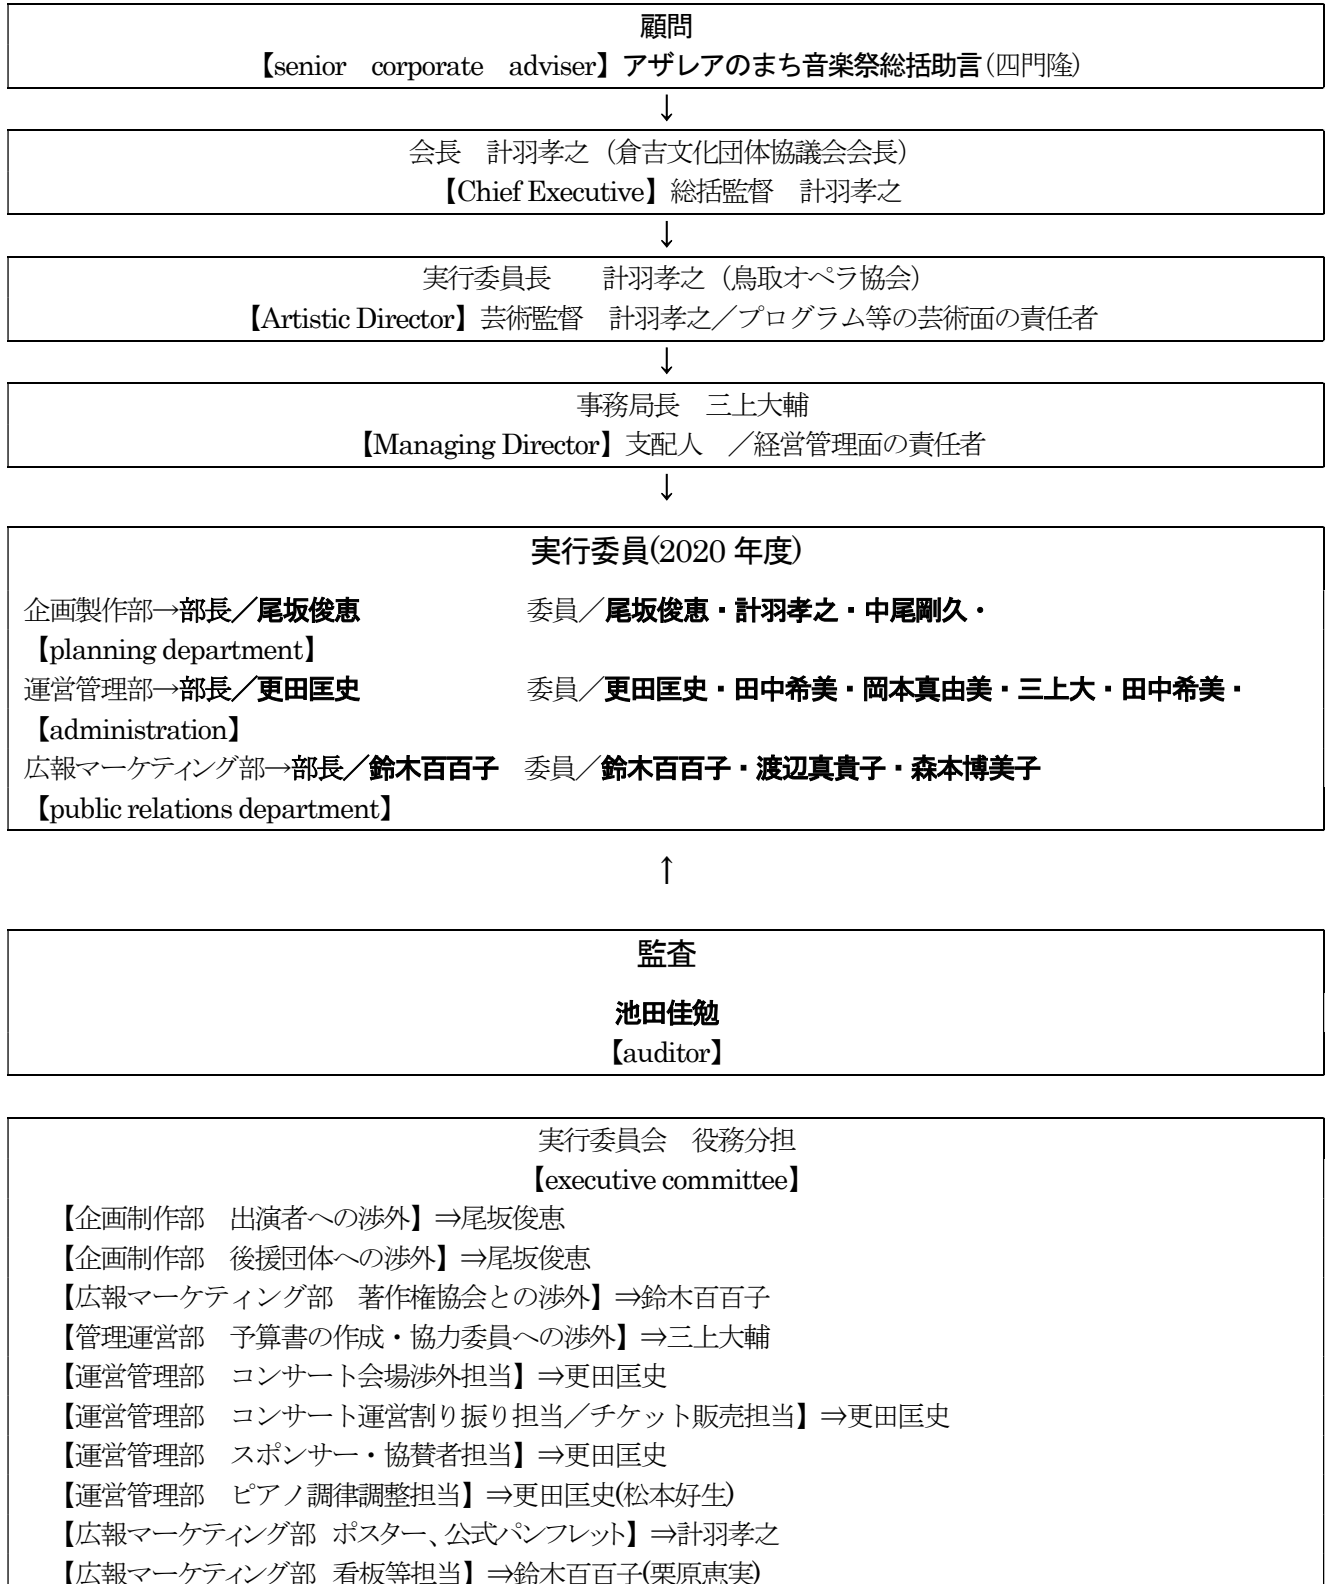 顧問
【senior corporate adviser】アザレアのまち音楽祭総括助言(四門隆)
↓
会長　計羽孝之（倉吉文化団体協議会会長）
【Chief Executive】総括監督　計羽孝之
↓
実行委員長　　計羽孝之（鳥取オペラ協会）
【Artistic Director】芸術監督　計羽孝之／プログラム等の芸術面の責任者
↓
事務局長　三上大輔
【Managing Director】支配人　／経営管理面の責任者
↓
実行委員(2020 年度)
企画製作部→部長／尾坂俊恵　委員／尾坂俊恵・計羽孝之・中尾剛久・
【planning department】
運営管理部→部長／更田匡史　委員／更田匡史・田中希美・岡本真由美・三上大・田中希美・
【administration】
広報マーケティング部→部長／鈴木百百子　委員／鈴木百百子・渡辺真貴子・森本博美子
【public relations department】
↑
監査
池田佳勉
【auditor】
実行委員会　役務分担
【executive committee】
【企画制作部　出演者への渉外】⇒尾坂俊恵
【企画制作部　後援団体への渉外】⇒尾坂俊恵
【広報マーケティング部　著作権協会との渉外】⇒鈴木百百子
【管理運営部　予算書の作成・協力委員への渉外】⇒三上大輔
【運営管理部　コンサート会場渉外担当】⇒更田匡史
【運営管理部　コンサート運営割り振り担当／チケット販売担当】⇒更田匡史
【運営管理部　スポンサー・協賛者担当】⇒更田匡史
【運営管理部　ピアノ調律調整担当】⇒更田匡史(松本好生)
【広報マーケティング部 ポスター、公式パンフレット】⇒計羽孝之
【広報マーケティング部 看板等担当】⇒鈴木百百子(栗原恵実)